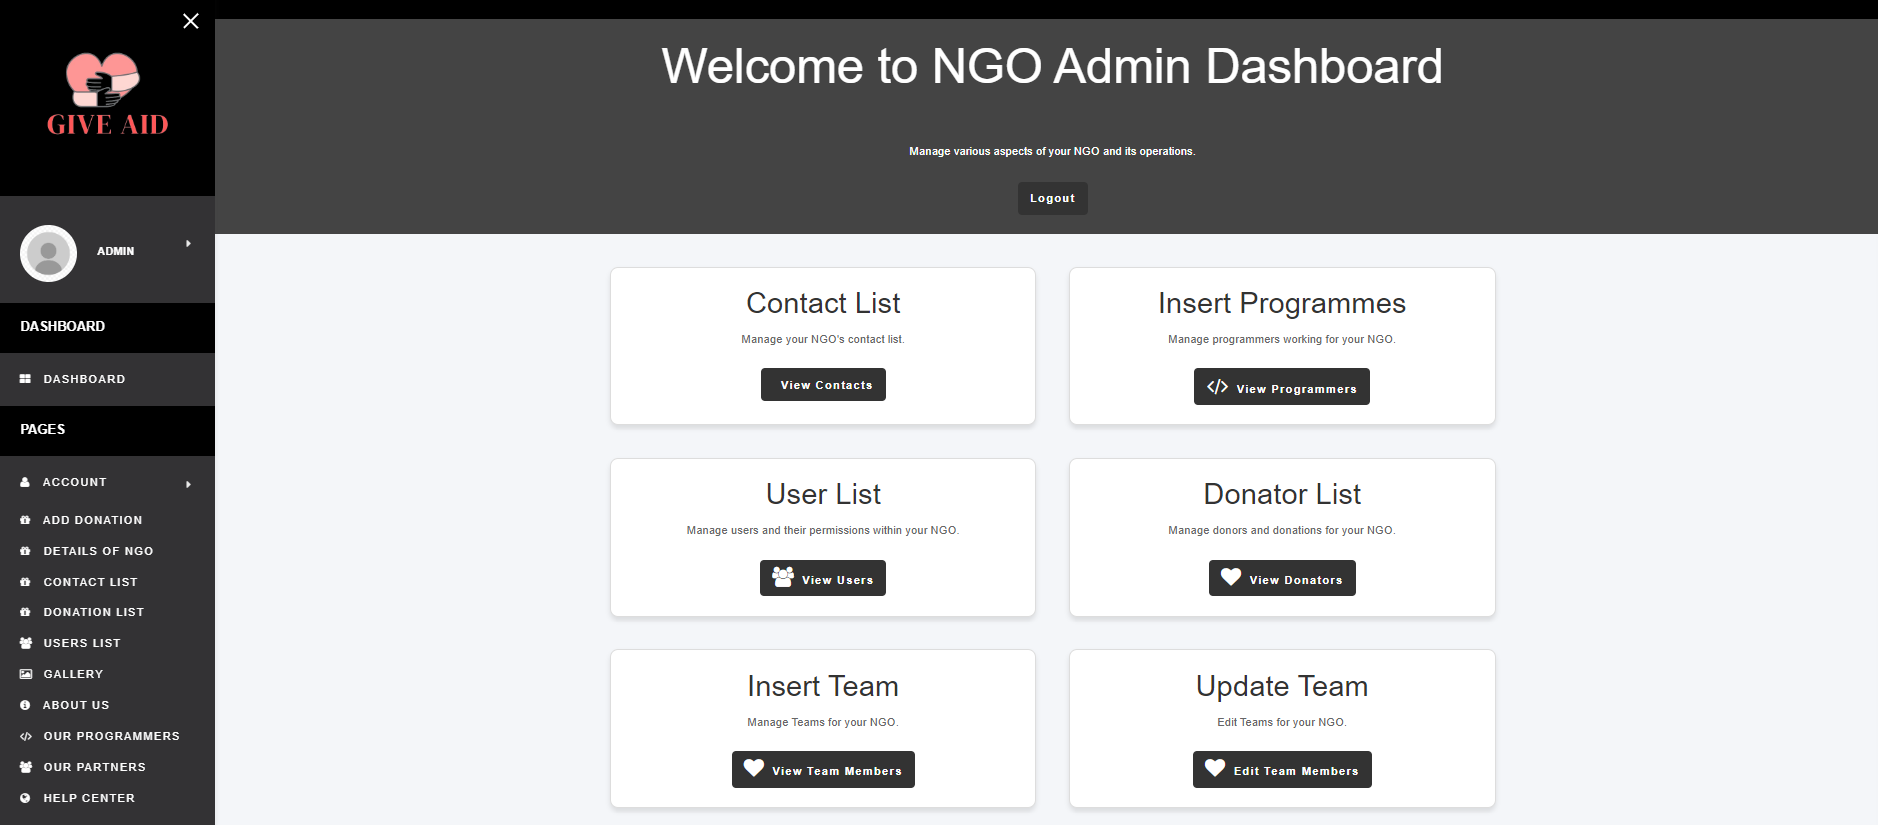 GIVE AID
ADMIN
DASHBOARD
DASHBOARD
PAGES
ACCOUNT
ADD DONATION
DETAILS OF NGO
CONTACT LIST
DONATION LIST
USERS LIST
GALLERY
ABOUT US
OUR PROGRAMMERS
OUR PARTNERS
HELP CENTER
Welcome to NGO Admin Dashboard
Manage various aspects of your NGO and its operations.
Logout
Contact List
Manage your NGO's contact list.
View Contacts
Insert Programmes
Manage programmers working for your NGO.
View Programmers
User List
Manage users and their permissions within your NGO.
View Users
Donator List
Manage donors and donations for your NGO.
View Donators
Insert Team
Manage Teams for your NGO.
View Team Members
Update Team
Edit Teams for your NGO.
Edit Team Members